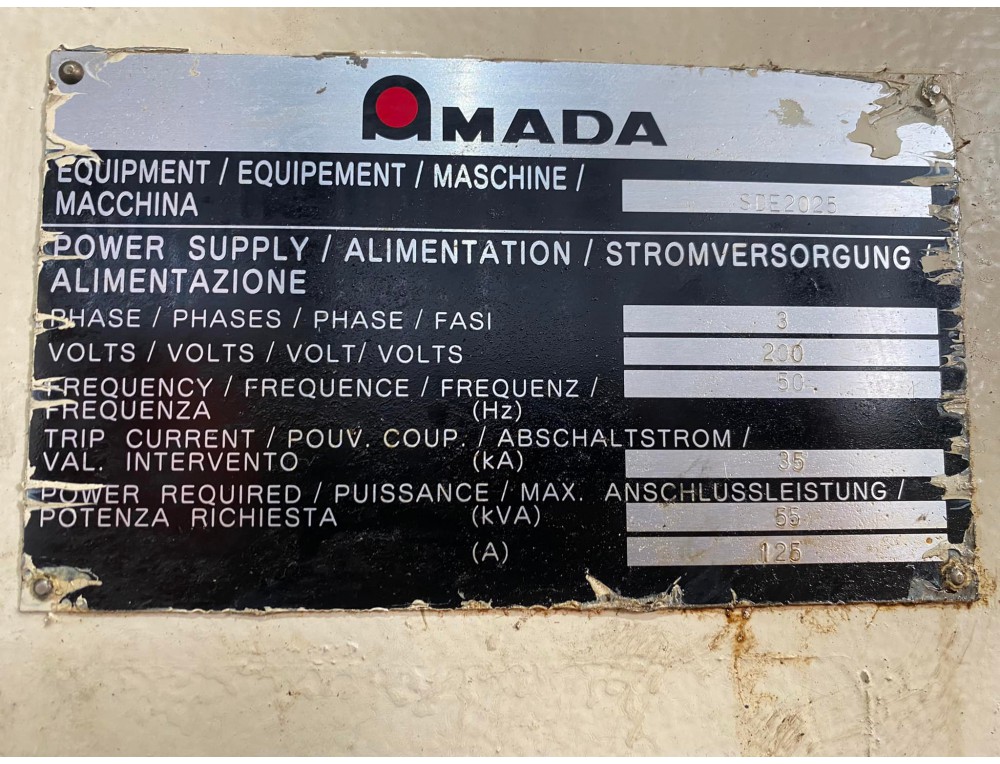 AMADA
EQUIPMENT / EQUIPEMENT / MASCHINE /
MACCHINA SDE2025
POWER SUPPLY / ALIMENTATION / STROMVERSORGUNG /
ALIMENTAZIONE
PHASE / PHASES / PHASE / FASI 3
VOLTS / VOLTS / VOLT / VOLTS 200
FREQUENCY / FREQUENCE / FREQUENZ / 50
FREQUENZA (Hz)
TRIP CURRENT / POUV. COUP. / ABSCHALTSTROM /
VAL. INTERVENTO (kA) 35
POWER REQUIRED / PUISSANCE / MAX. ANSCHLUSSLEISTUNG /
POTENZA RICHIESTA (kVA) 55
(A) 125